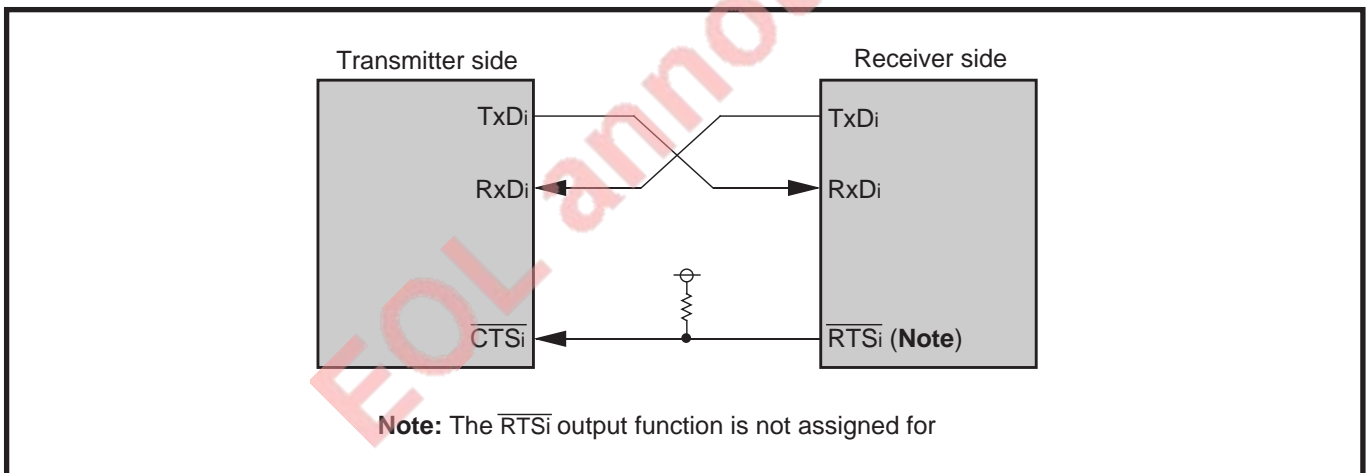 Transmitter side
Receiver side
TxDi
TxDi
RxDi
RxDi
CTSi
RTSi (Note)
Note: The RTSi output function is not assigned for
EOL